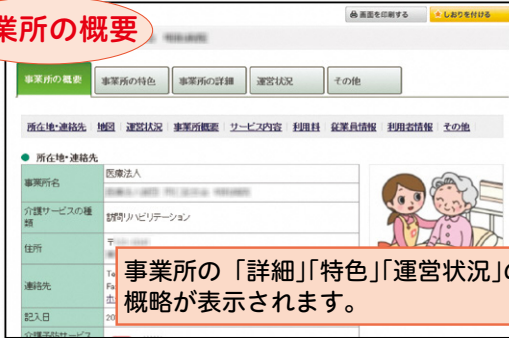 業所の概要
画面を印刷する
しおりを付ける
事業所の概要
事業所の特色
事業所の詳細
運営状況
その他
所在地・連絡先
地図
運営状況
事業所概要
サービス内容
利用料
従業員情報
利用者情報
その他
● 所在地・連絡先
事業所名
医療法人
介護サービスの種
類
訪問リハビリテーション
住所
〒
連絡先
記入日
20
事業所の「詳細」「特色」「運営状況」の
概略が表示されます。